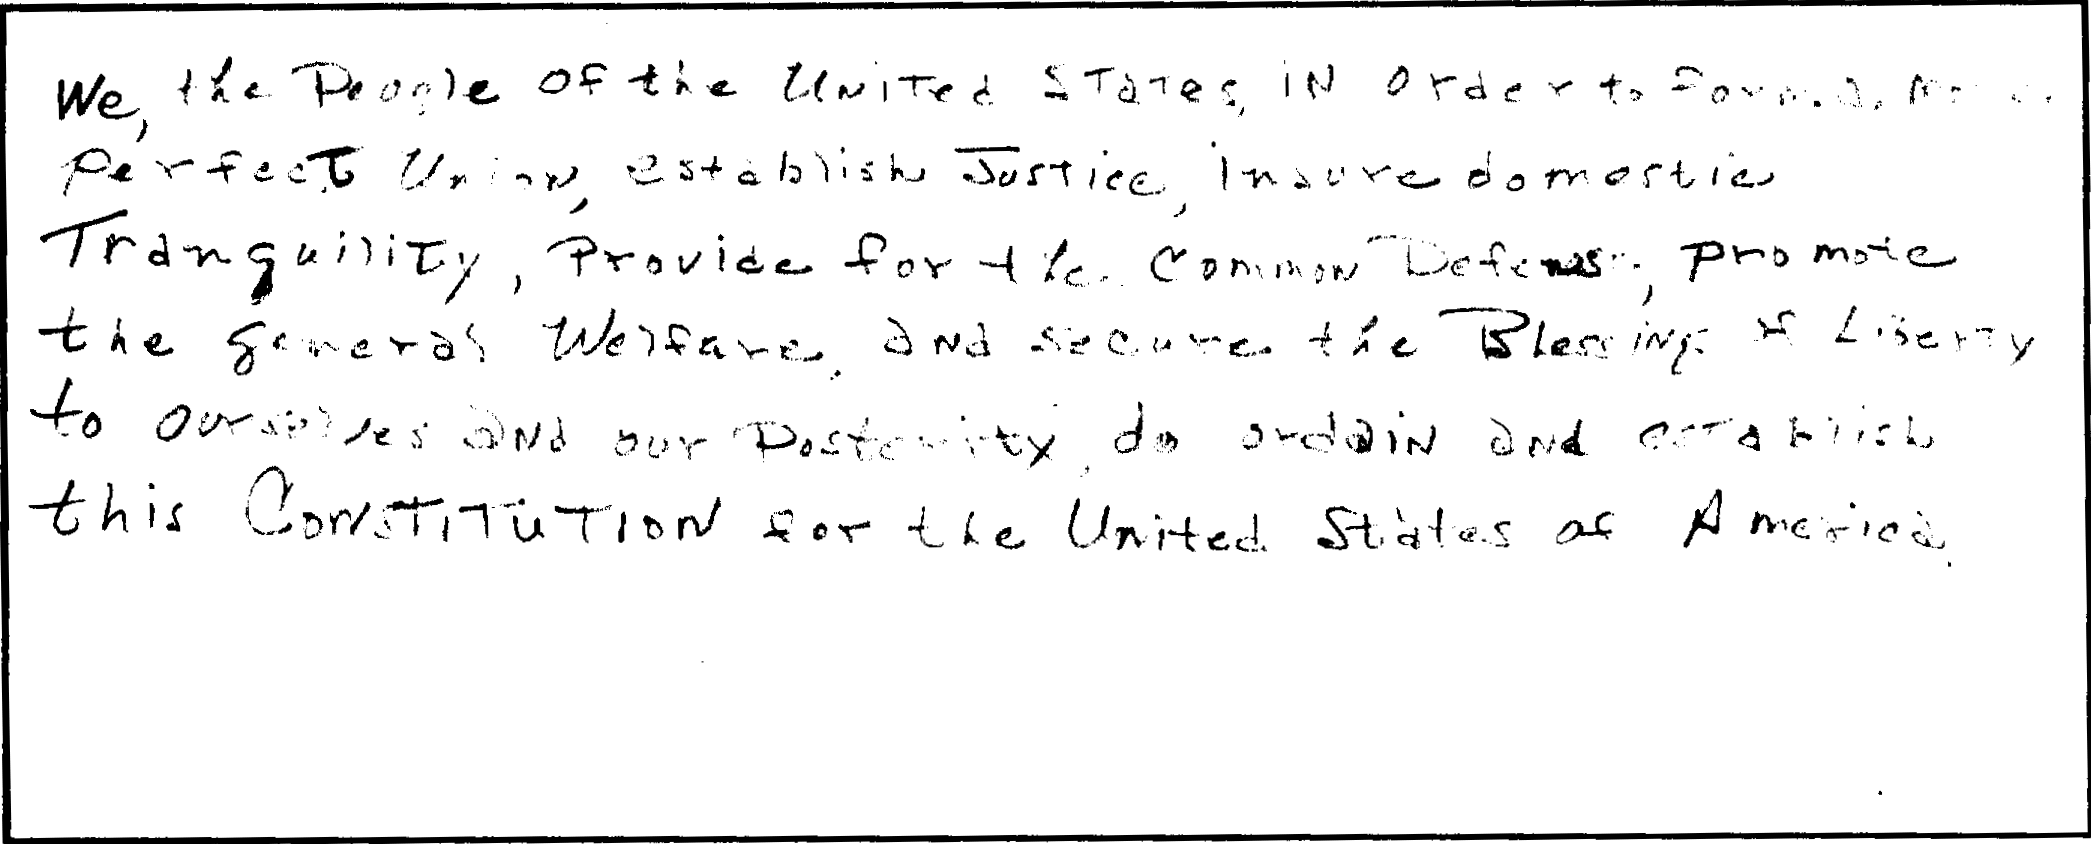 We, the People of the United States, in order to form a more
perfect Union, establish Justice, insure domestic
Tranquility, Provide for the Common Defense, promote
the general Welfare, and secure the Blessings of Liberty
to ourselves and our Posterity, do ordain and establish
this Constitution for the United States of America.